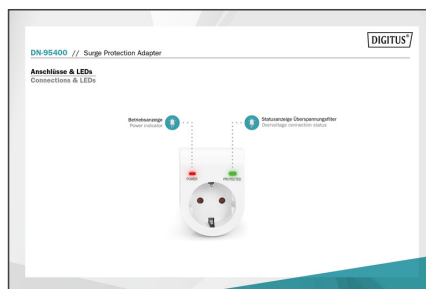 DIGITUS®
DN-95400 // Surge Protection Adapter
Anschlüsse & LEDs
Connections & LEDs
Betriebsanzeige
Power indicator
Statusanzeige Überspannungsfilter
Overvoltage connention status
POWER
PROTECTED